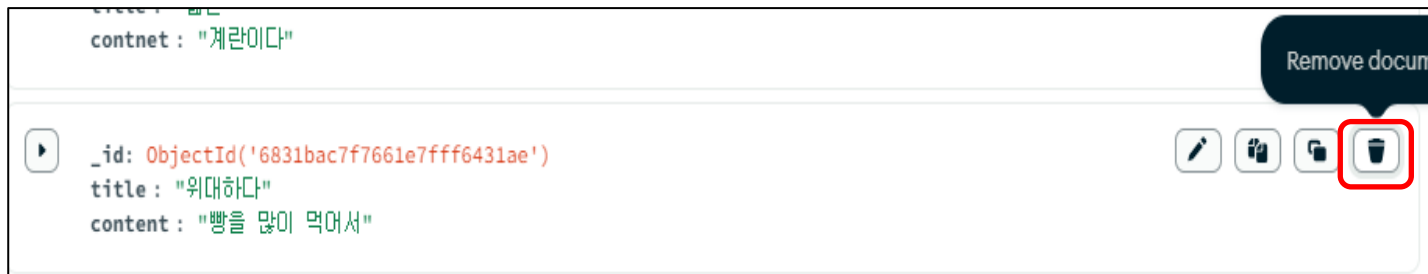 contnet : "계란이다"
Remove docum
_id: ObjectId('6831bac7f7661e7fff6431ae')
title : "위대하다"
content : "빵을 많이 먹어서"